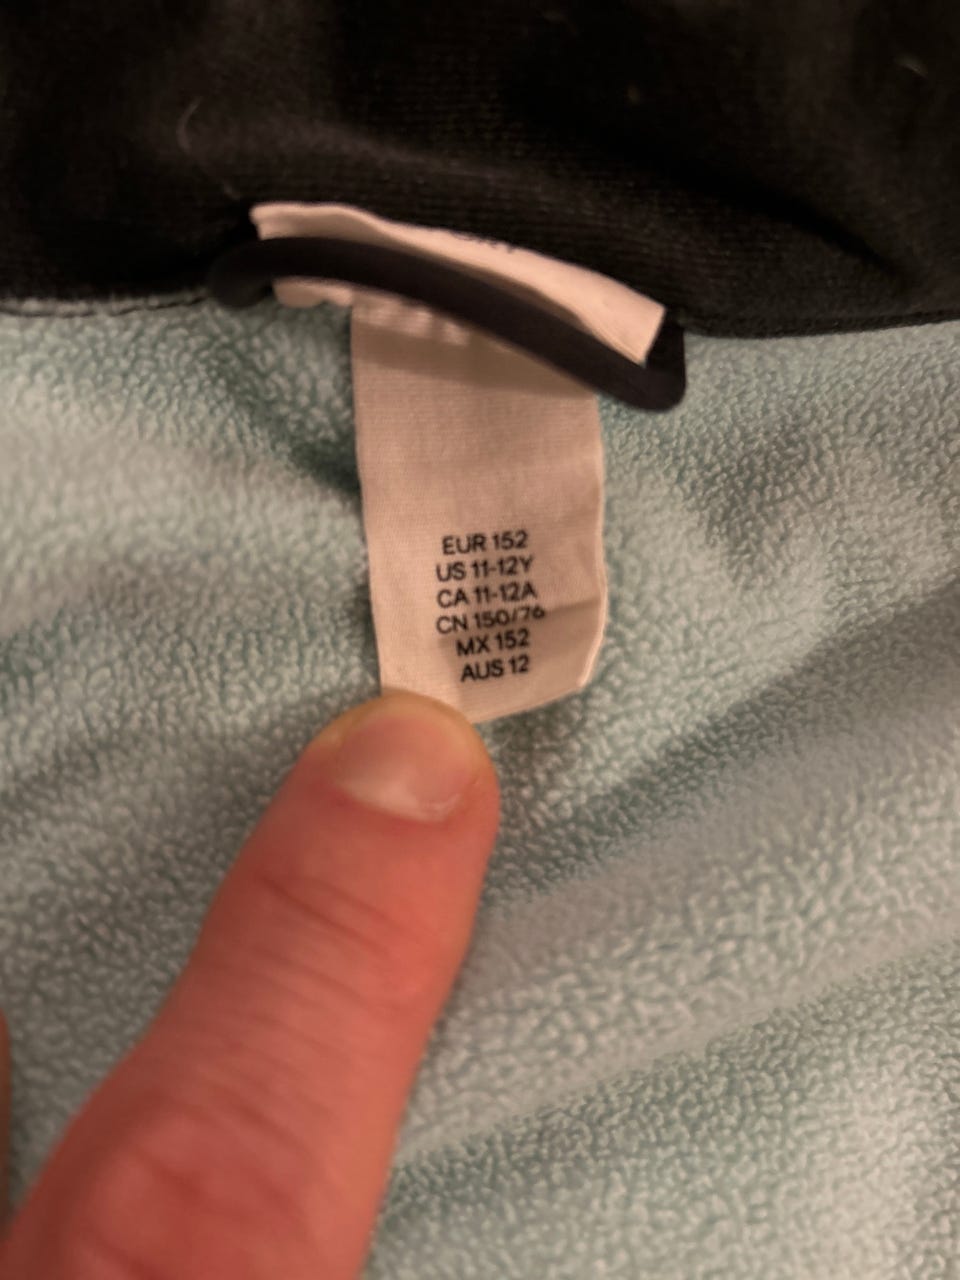 EUR 152
US 11-12Y
CA 11-12A
CN 150/76
MX 152
AUS 12